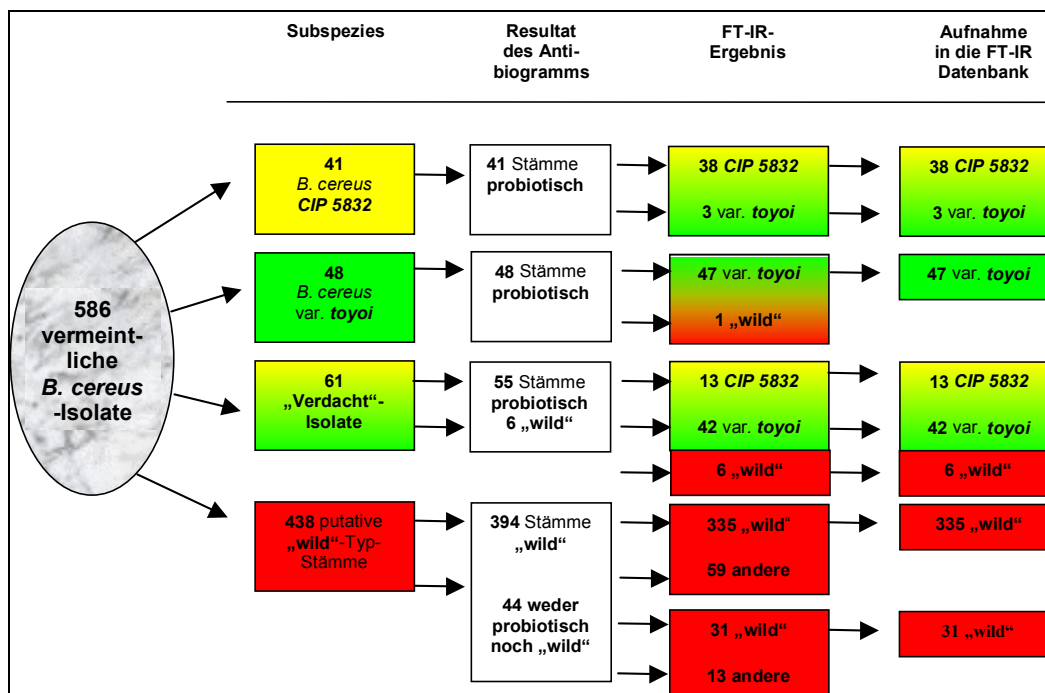 Subspezies
Resultat
des Anti-
biogramms
FT-IR-
Ergebnis
Aufnahme
in die FT-IR
Datenbank
586
vermeint-
liche
B. cereus
-Isolate
41
B. cereus
CIP 5832
41 Stämme
probiotisch
38 CIP 5832
3 var. toyoi
38 CIP 5832
3 var. toyoi
48
B. cereus
var. toyoi
48 Stämme
probiotisch
47 var. toyoi
1 „wild“
47 var. toyoi
61
„Verdacht“-
Isolate
55 Stämme
probiotisch
6 „wild“
13 CIP 5832
42 var. toyoi
6 „wild“
13 CIP 5832
42 var. toyoi
6 „wild“
438 putative
„wild“-Typ-
Stämme
394 Stämme
„wild“
44 weder
probiotisch
noch „wild“
335 „wild“
59 andere
335 „wild“
31 „wild“
13 andere
31 „wild“